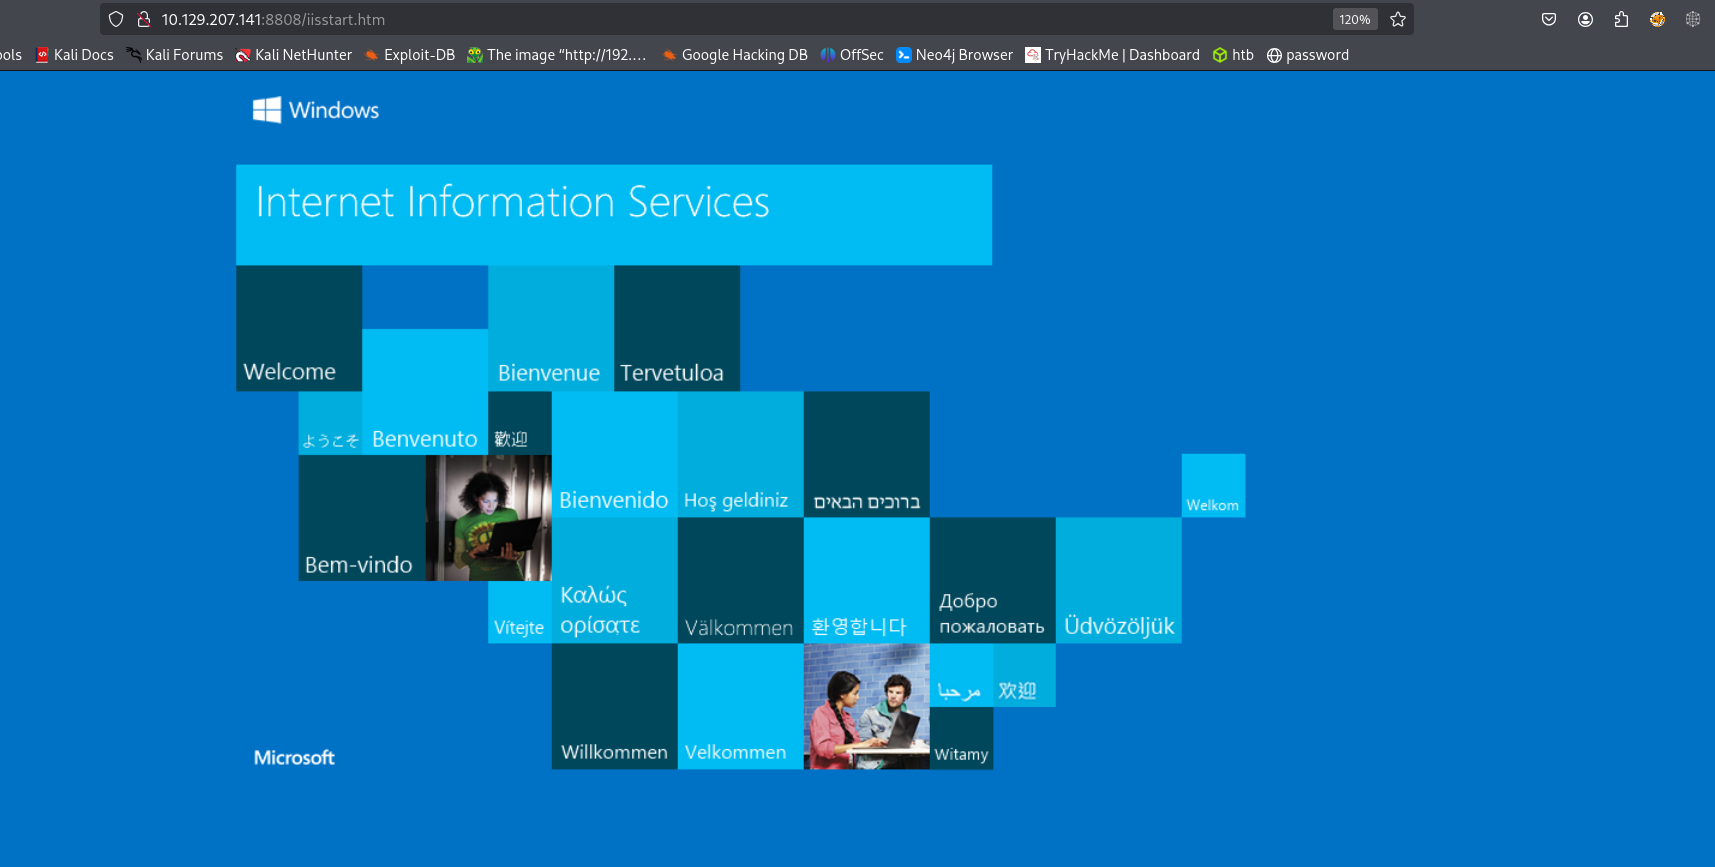 10.129.207.141:8808/iisstart.htm
120%
ools Kali Docs Kali Forums Kali NetHunter Exploit-DB The image “http://192.... Google Hacking DB OffSec Neo4j Browser TryHackMe | Dashboard htb password
Windows
Internet Information Services
Welcome
Bienvenue
Tervetuloa
ようこそ
Benvenuto
歡迎
Bienvenido
Hoş geldiniz
ברוכים הבאים
Welkom
Bem-vindo
Καλώς
ορίσατε
Vítejte
Välkommen
환영합니다
Добро
пожаловать
Üdvözöljük
مرحبا
欢迎
Microsoft
Willkommen
Velkommen
Witamy